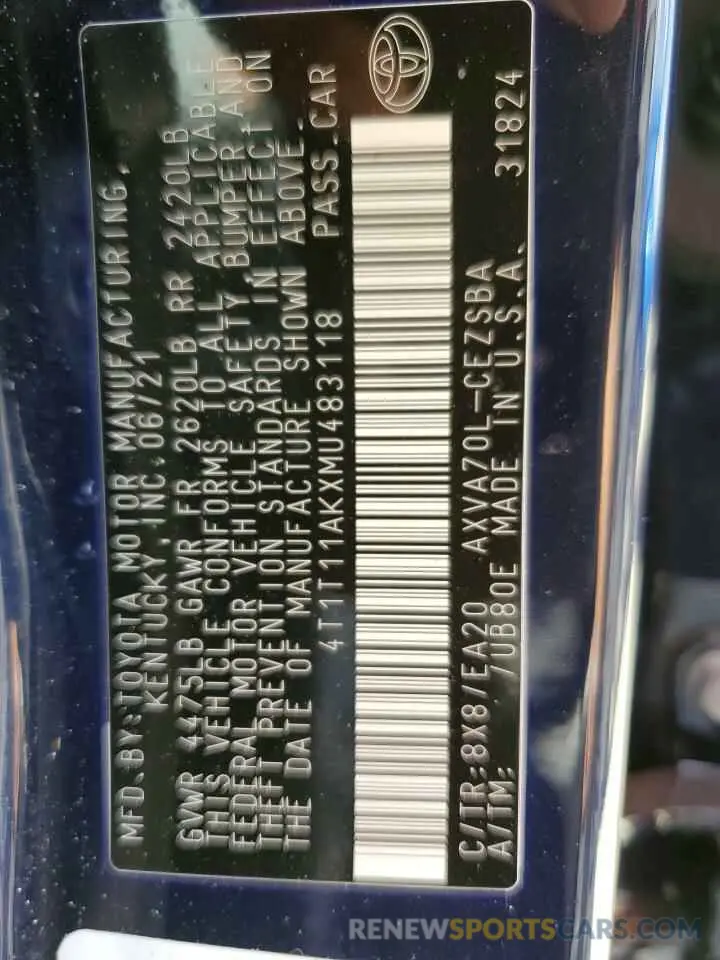 MFD.BY:TOYOTA MOTOR MANUFACTURING,
KENTUCKY,INC.06/21
GVWR 4475LB GAWR FR 2620LB RR 2420LB
THIS VEHICLE CONFORMS TO ALL APPLICABLE
FEDERAL MOTOR VEHICLE SAFETY,BUMPER AND
THEFT PREVENTION STANDARDS IN EFFECT ON
THE DATE OF MANUFACTURE SHOWN ABOVE.
4T1T11AKXMU483118 PASS.CAR
C/TR:8X8/EA20 AXVA70L-CEZSBA
A/TM: /UB80E MADE IN U.S.A. 31824
RENEWSPORTSCARS.COM